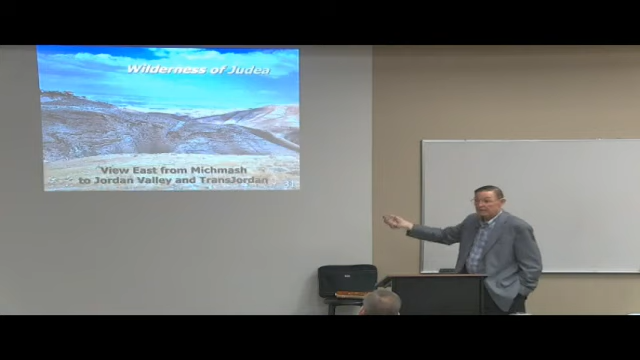 Wilderness of Judea
View East from Michmash
to Jordan Valley and TransJordan